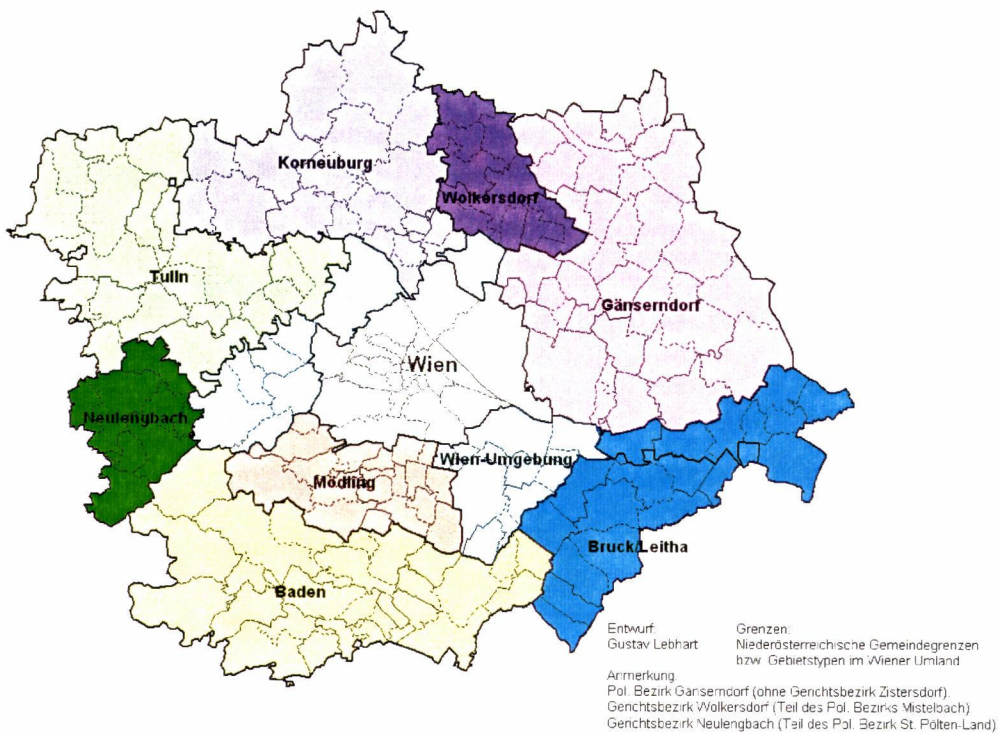 Korneuburg
Wolkersdorf
Tulln
Gänserndorf
Wien
Neulengbach
Wien-Umgebung
Mödling
Bruck/Leitha
Baden
Entwurf:
Gustav Lebhart
Grenzen:
Niederösterreichische Gemeindegrenzen
bzw. Gebietstypen im Wiener Umland
Anmerkung:
Pol. Bezirk Gänserndorf (ohne Gerichtsbezirk Zistersdorf).
Gerichtsbezirk Wolkersdorf (Teil des Pol. Bezirks Mistelbach)
Gerichtsbezirk Neulengbach (Teil des Pol. Bezirk St. Pölten-Land)